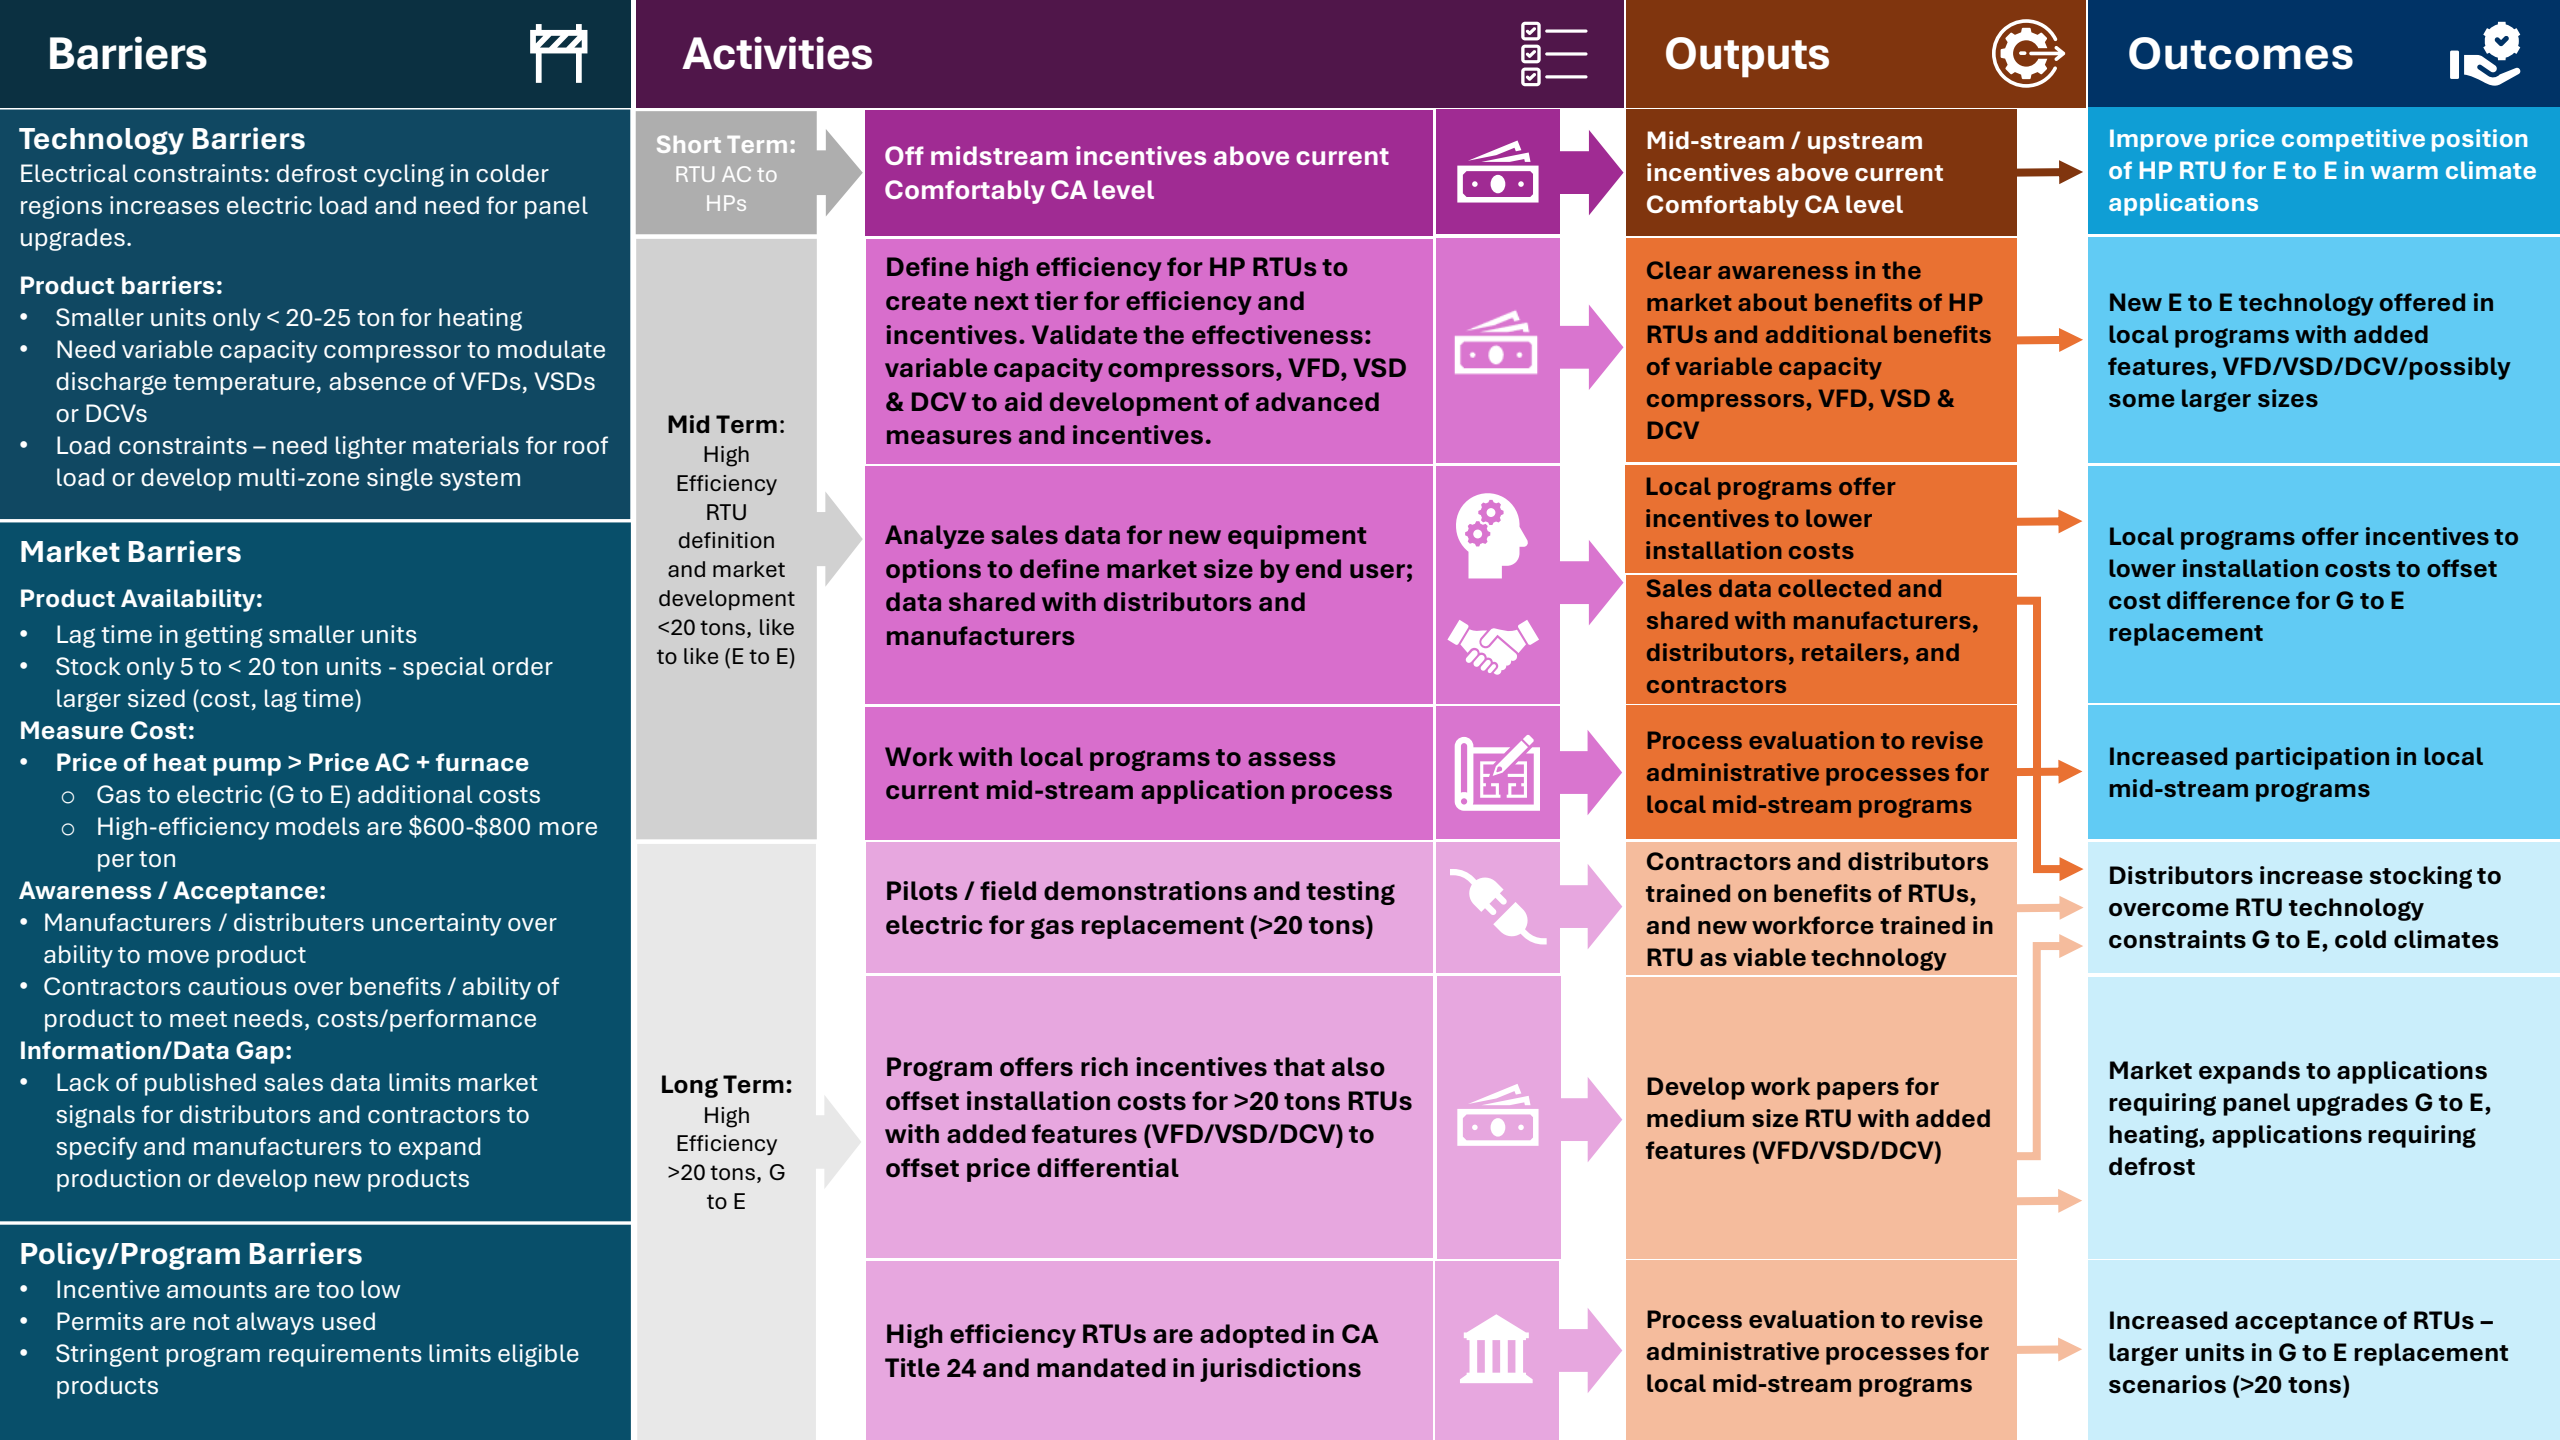 Barriers
Technology Barriers
Electrical constraints: defrost cycling in colder
regions increases electric load and need for panel
upgrades.
Product barriers:
• Smaller units only < 20-25 ton for heating
• Need variable capacity compressor to modulate
discharge temperature, absence of VFDs, VSDs
or DCVs
• Load constraints – need lighter materials for roof
load or develop multi-zone single system
Market Barriers
Product Availability:
• Lag time in getting smaller units
• Stock only 5 to < 20 ton units - special order
larger sized (cost, lag time)
Measure Cost:
• Price of heat pump > Price AC + furnace
o Gas to electric (G to E) additional costs
o High-efficiency models are $600-$800 more
per ton
Awareness / Acceptance:
• Manufacturers / distributers uncertainty over
ability to move product
• Contractors cautious over benefits / ability of
product to meet needs, costs/performance
Information/Data Gap:
• Lack of published sales data limits market
signals for distributors and contractors to
specify and manufacturers to expand
production or develop new products
Policy/Program Barriers
• Incentive amounts are too low
• Permits are not always used
• Stringent program requirements limits eligible
products
Activities
Short Term:
RTU AC to
HPs
Mid Term:
High
Efficiency
RTU
definition
and market
development
<20 tons, like
to like (E to E)
Long Term:
High
Efficiency
>20 tons, G
to E
Off midstream incentives above current
Comfortably CA level
Define high efficiency for HP RTUs to
create next tier for efficiency and
incentives. Validate the effectiveness:
variable capacity compressors, VFD, VSD
& DCV to aid development of advanced
measures and incentives.
Analyze sales data for new equipment
options to define market size by end user;
data shared with distributors and
manufacturers
Work with local programs to assess
current mid-stream application process
Pilots / field demonstrations and testing
electric for gas replacement (>20 tons)
Program offers rich incentives that also
offset installation costs for >20 tons RTUs
with added features (VFD/VSD/DCV) to
offset price differential
High efficiency RTUs are adopted in CA
Title 24 and mandated in jurisdictions
Outputs
Mid-stream / upstream
incentives above current
Comfortably CA level
Clear awareness in the
market about benefits of HP
RTUs and additional benefits
of variable capacity
compressors, VFD, VSD &
DCV
Local programs offer
incentives to lower
installation costs
Sales data collected and
shared with manufacturers,
distributors, retailers, and
contractors
Process evaluation to revise
administrative processes for
local mid-stream programs
Contractors and distributors
trained on benefits of RTUs,
and new workforce trained in
RTU as viable technology
Develop work papers for
medium size RTU with added
features (VFD/VSD/DCV)
Process evaluation to revise
administrative processes for
local mid-stream programs
Outcomes
Improve price competitive position
of HP RTU for E to E in warm climate
applications
New E to E technology offered in
local programs with added
features, VFD/VSD/DCV/possibly
some larger sizes
Local programs offer incentives to
lower installation costs to offset
cost difference for G to E
replacement
Increased participation in local
mid-stream programs
Distributors increase stocking to
overcome RTU technology
constraints G to E, cold climates
Market expands to applications
requiring panel upgrades G to E,
heating, applications requiring
defrost
Increased acceptance of RTUs –
larger units in G to E replacement
scenarios (>20 tons)